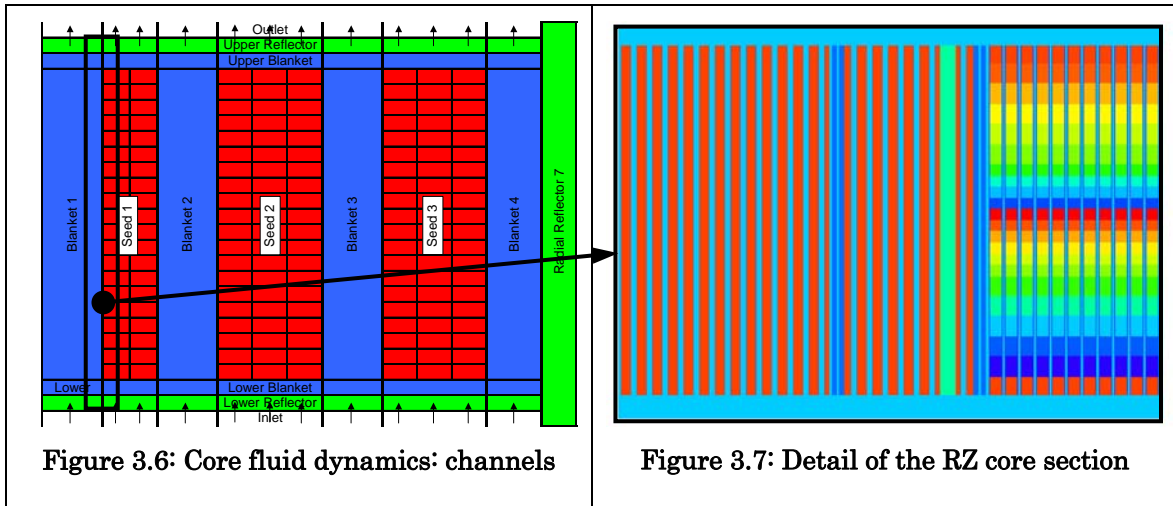 Outlet
Upper Reflector
Upper Blanket
Blanket 1
Seed 1
Blanket 2
Seed 2
Blanket 3
Seed 3
Blanket 4
Radial Reflector 7
Lower
Lower Blanket
Lower Reflector
Inlet
Figure 3.6: Core fluid dynamics: channels
Figure 3.7: Detail of the RZ core section